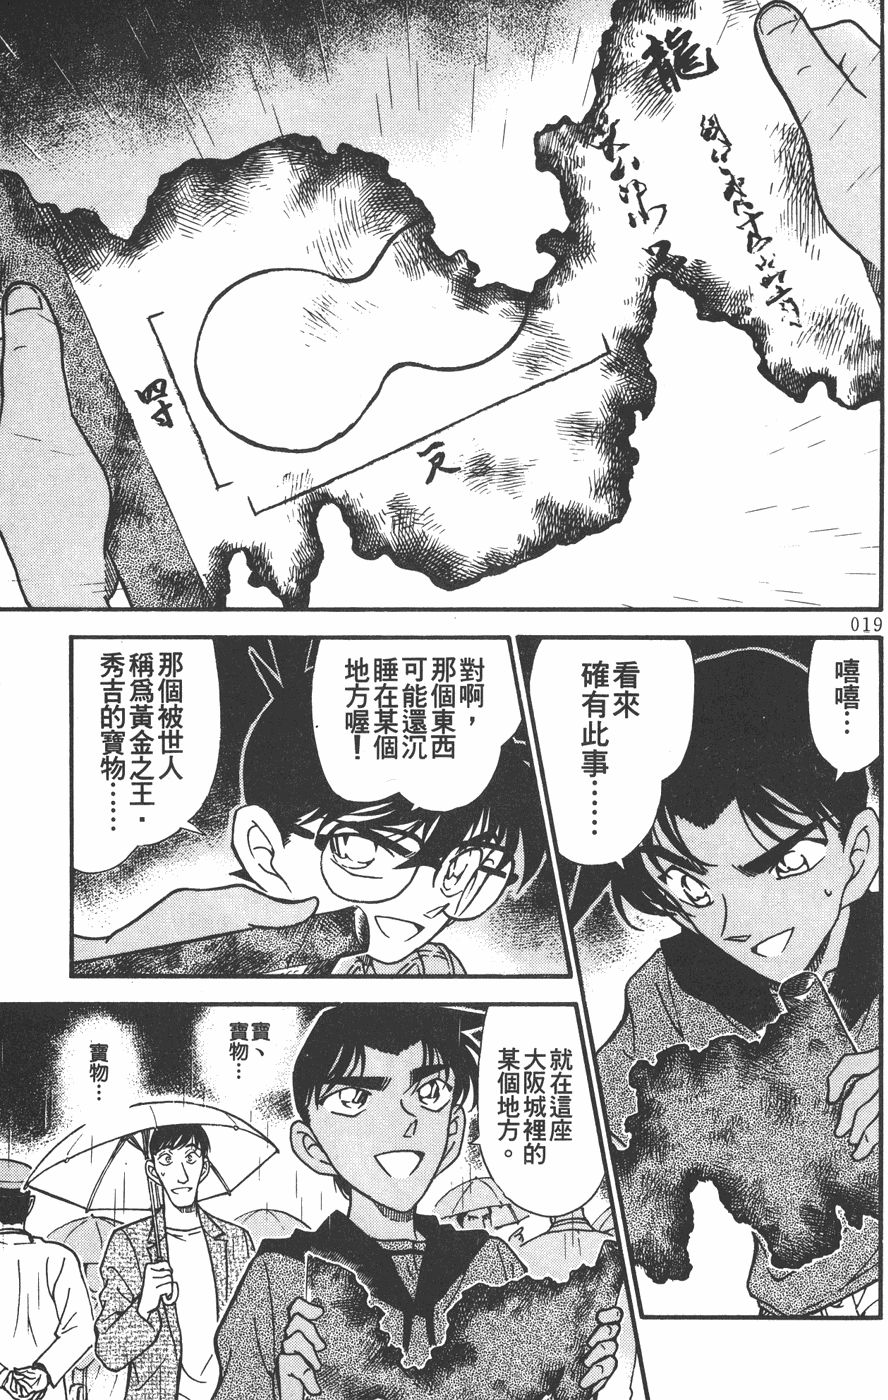 龍
四寸
一尺
019
嘻嘻…
看來
確有此事……
對啊，
那個東西
可能還沉
睡在某個
地方喔！
那個被世人
稱為黃金之王．
秀吉的寶物……
就在這座
大阪城裡的
某個地方。
寶、
寶物…
寶物…